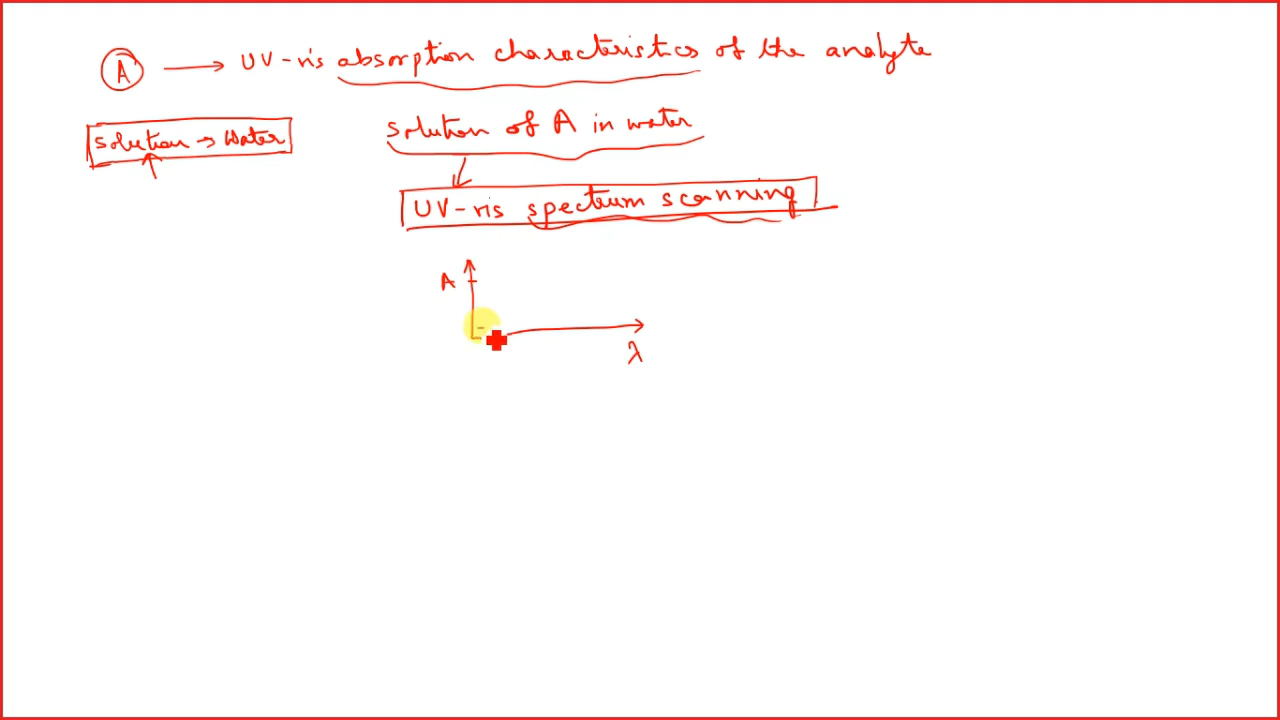 A → UV-vis absorption characteristics of the analyte
solution → Water
solution of A in water
UV-vis spectrum scanning
A
λ